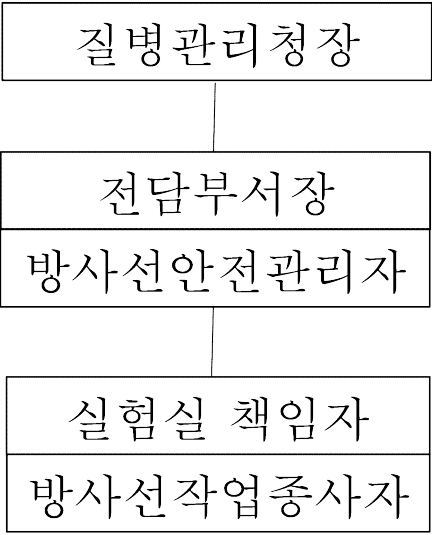 질병관리청장
전담부서장
방사선안전관리자
실험실 책임자
방사선작업종사자